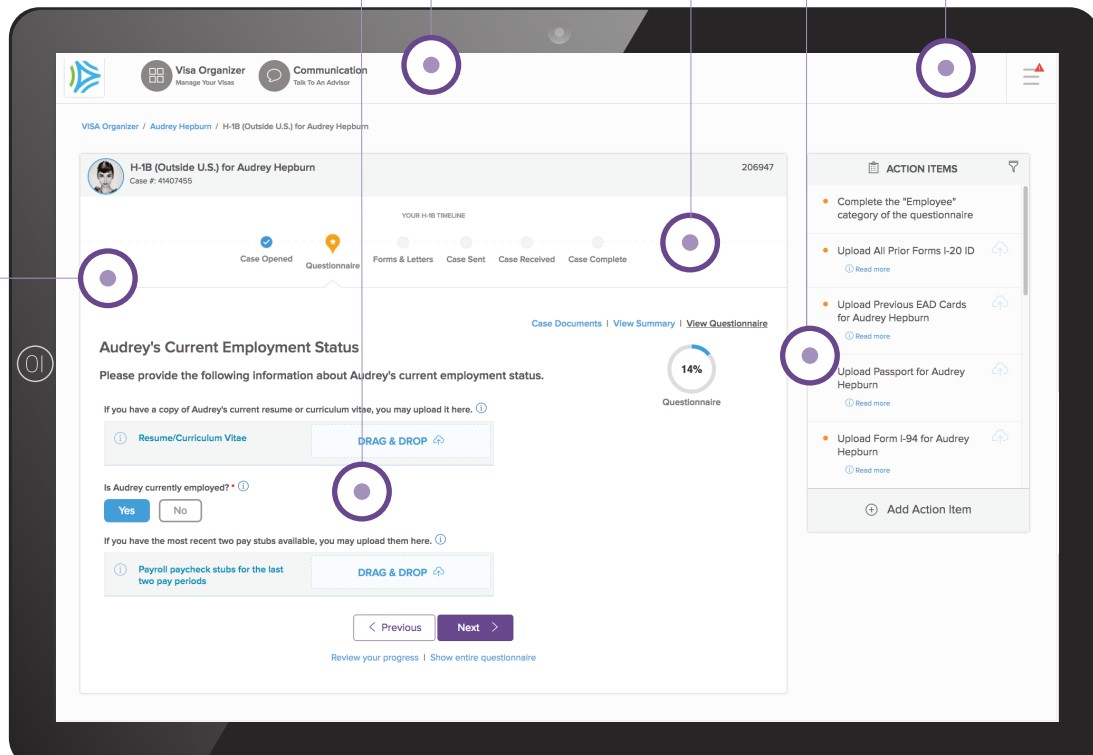 Visa Organizer
Manage Your Visas
Communication
Talk To An Advisor
VISA Organizer / Audrey Hepburn / H-1B (Outside U.S.) for Audrey Hepburn
H-1B (Outside U.S.) for Audrey Hepburn
Case #: 41407455
206947
YOUR H-1B TIMELINE
Case Opened
Questionnaire
Forms & Letters
Case Sent
Case Received
Case Complete
Case Documents | View Summary | View Questionnaire
Audrey's Current Employment Status
Please provide the following information about Audrey's current employment status.
14%
Questionnaire
If you have a copy of Audrey's current resume or curriculum vitae, you may upload it here.
Resume/Curriculum Vitae
DRAG & DROP
Is Audrey currently employed? *
Yes
No
If you have the most recent two pay stubs available, you may upload them here.
Payroll paycheck stubs for the last
two pay periods
DRAG & DROP
< Previous
Next >
Review your progress | Show entire questionnaire
ACTION ITEMS
Complete the "Employee"
category of the questionnaire
Upload All Prior Forms I-20 ID
Read more
Upload Previous EAD Cards
for Audrey Hepburn
Read more
Upload Passport for Audrey
Hepburn
Read more
Upload Form I-94 for Audrey
Hepburn
Read more
Add Action Item